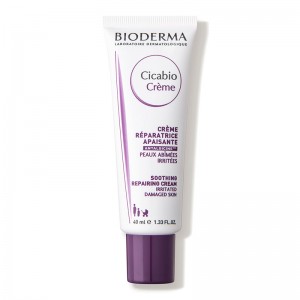 BIODERMA
LABORATOIRE DERMATOLOGIQUE
Cicabio
Crème
CRÈME
RÉPARATRICE
APAISANTE
ANTALGICINE™
PEAUX ABÎMÉES
IRRITÉES
SOOTHING
REPAIRING CREAM
IRRITATED
DAMAGED SKIN
40 ml 1.33 FL.OZ.